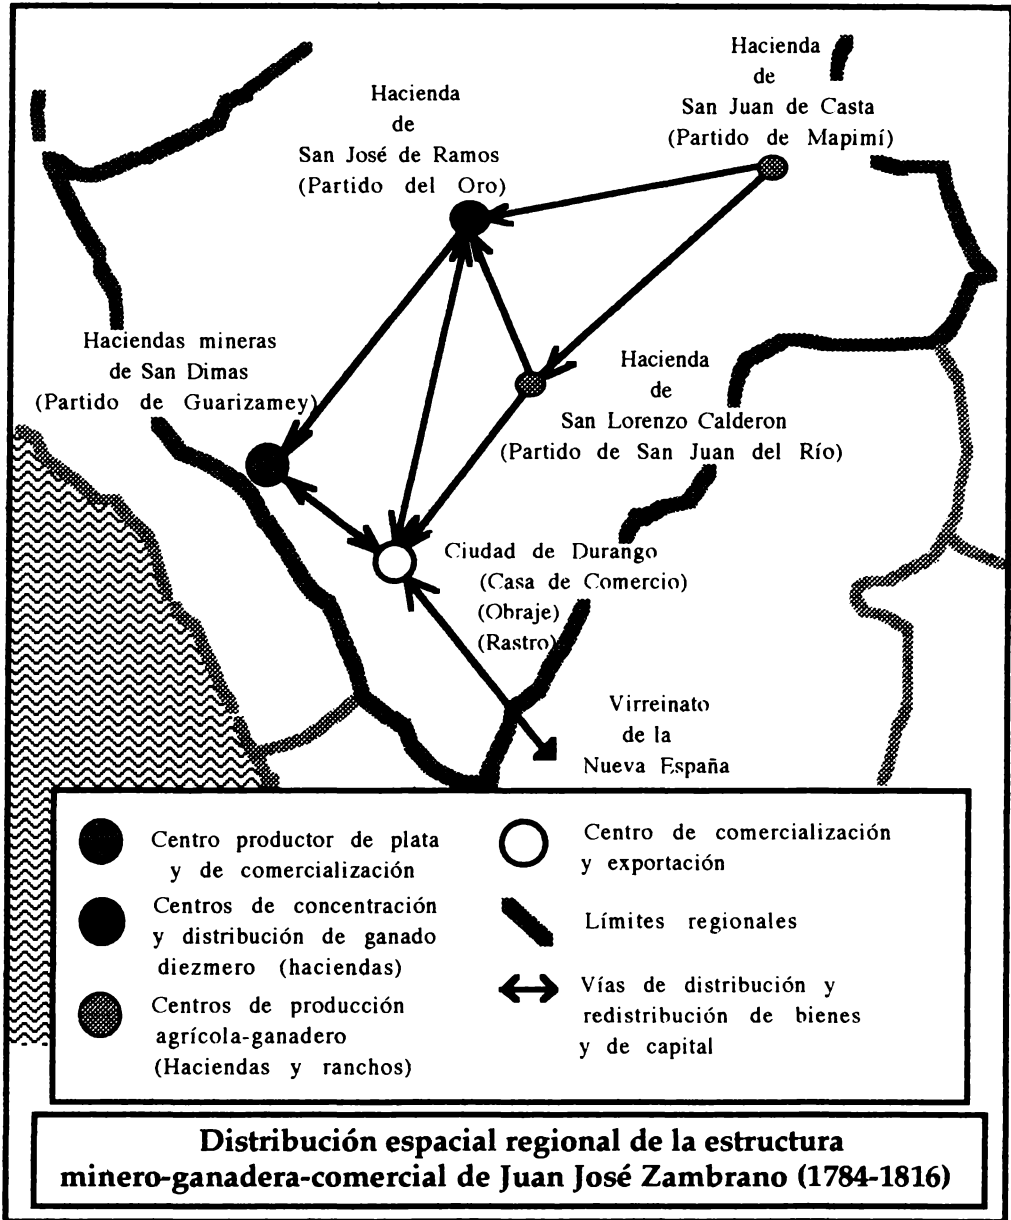 Hacienda
de
San Juan de Casta
(Partido de Mapimí)
Hacienda
de
San José de Ramos
(Partido del Oro)
Haciendas mineras
de San Dimas
(Partido de Guarizamey)
Hacienda
de
San Lorenzo Calderon
(Partido de San Juan del Río)
Ciudad de Durango
(Casa de Comercio)
(Obraje)
(Rastro)
Virreinato
de la
Nueva España
Centro productor de plata
y de comercialización
Centros de concentración
y distribución de ganado
diezmero (haciendas)
Centros de producción
agrícola-ganadero
(Haciendas y ranchos)
Centro de comercialización
y exportación
Límites regionales
Vías de distribución y
redistribución de bienes
y de capital
Distribución espacial regional de la estructura
minero-ganadera-comercial de Juan José Zambrano (1784-1816)